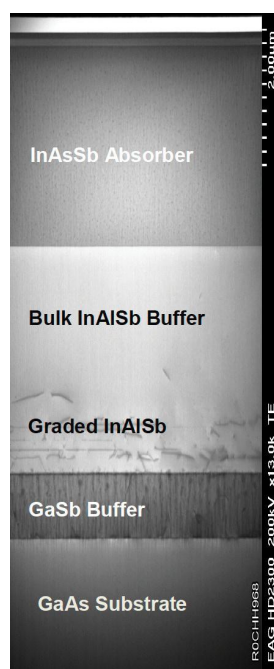 InAsSb Absorber
Bulk InAlSb Buffer
Graded InAlSb
GaSb Buffer
GaAs Substrate
2.00um
EAG HD2300 200kV x13.0k TE
R0CHH968